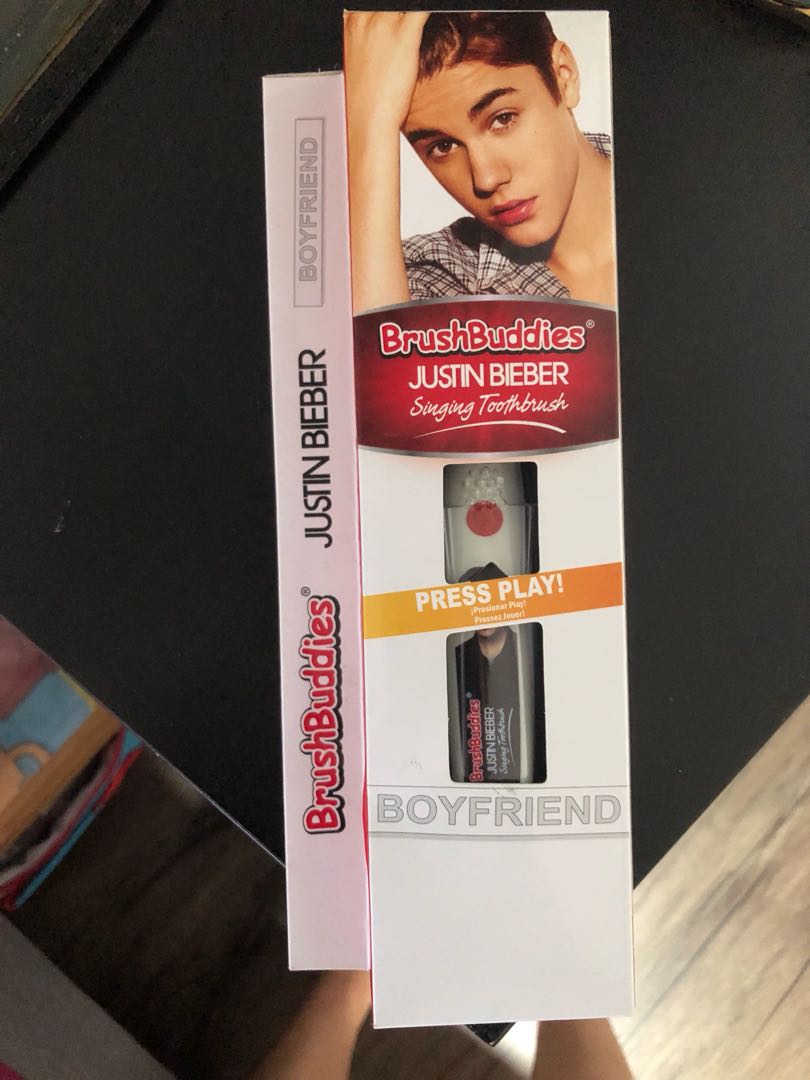 BOYFRIEND
JUSTIN BIEBER
BrushBuddies®
BrushBuddies®
JUSTIN BIEBER
Singing Toothbrush
PRESS PLAY!
¡Presionar Play!
Pressez Jouer!
BrushBuddies®
JUSTIN BIEBER
Singing Toothbrush
BOYFRIEND